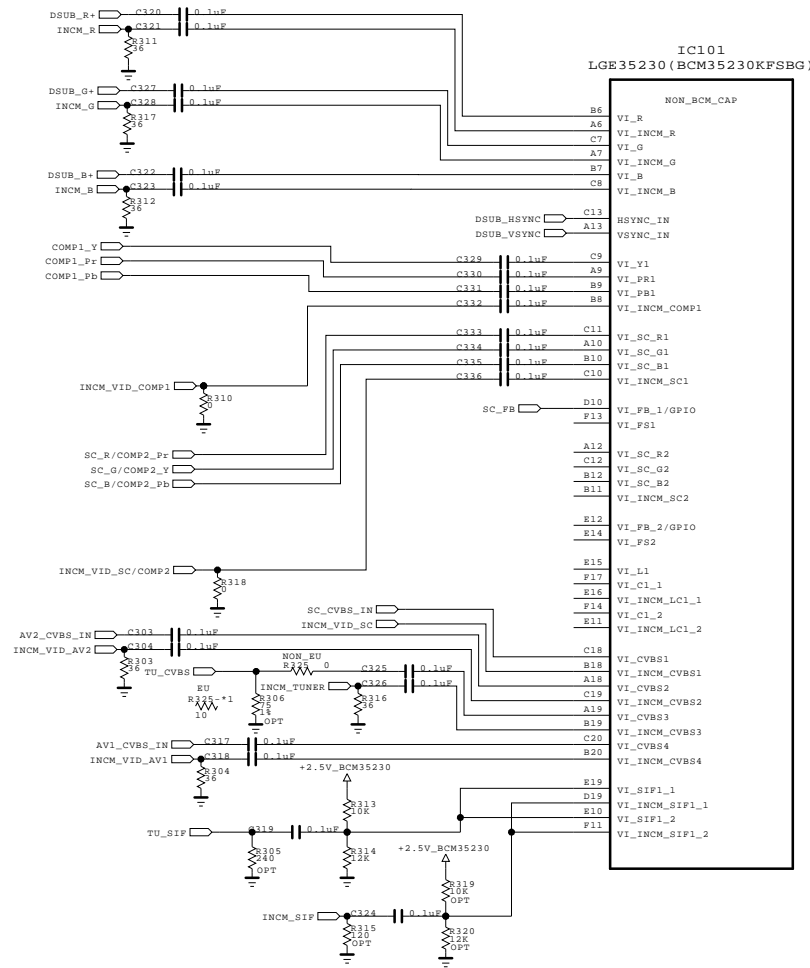 IC101
LGE35230(BCM35230KFSBG)
NON_BCM_CAP
DSUB_R+ C320 0.1uF
INCM_R C321 0.1uF
R311
36
DSUB_G+ C327 0.1uF
INCM_G C328 0.1uF
R317
36
DSUB_B+ C322 0.1uF
INCM_B C323 0.1uF
R312
36
B6 VI_R
A6 VI_INCM_R
C7 VI_G
A7 VI_INCM_G
B7 VI_B
C8 VI_INCM_B
DSUB_HSYNC C13 HSYNC_IN
DSUB_VSYNC A13 VSYNC_IN
COMP1_Y C329 0.1uF C9 VI_Y1
COMP1_Pr C330 0.1uF A9 VI_PR1
COMP1_Pb C331 0.1uF B9 VI_PB1
C332 0.1uF B8 VI_INCM_COMP1
C333 0.1uF C11 VI_SC_R1
C334 0.1uF A10 VI_SC_G1
C335 0.1uF B10 VI_SC_B1
C336 0.1uF C10 VI_INCM_SC1
INCM_VID_COMP1
R310
0
SC_FB D10 VI_FB_1/GPIO
F13 VI_FS1
SC_R/COMP2_Pr
SC_G/COMP2_Y
SC_B/COMP2_Pb
A12 VI_SC_R2
C12 VI_SC_G2
B12 VI_SC_B2
B11 VI_INCM_SC2
E12 VI_FB_2/GPIO
E14 VI_FS2
INCM_VID_SC/COMP2
R318
0
E15 VI_L1
F17 VI_C1_1
E16 VI_INCM_LC1_1
F14 VI_C1_2
E11 VI_INCM_LC1_2
SC_CVBS_IN
INCM_VID_SC
AV2_CVBS_IN C303 0.1uF
INCM_VID_AV2 C304 0.1uF
R303
36
C18 VI_CVBS1
B18 VI_INCM_CVBS1
A18 VI_CVBS2
C19 VI_INCM_CVBS2
A19 VI_CVBS3
B19 VI_INCM_CVBS3
C20 VI_CVBS4
B20 VI_INCM_CVBS4
NON_EU
TU_CVBS R325 0 C325 0.1uF
INCM_TUNER C326 0.1uF
EU
R325-*1
10
R306
75
1%
OPT
R316
36
AV1_CVBS_IN C317 0.1uF
INCM_VID_AV1 C318 0.1uF
R304
36
+2.5V_BCM35230
R313
10K
E19 VI_SIF1_1
D19 VI_INCM_SIF1_1
E10 VI_SIF1_2
F11 VI_INCM_SIF1_2
TU_SIF C319 0.1uF
R305
240
OPT
R314
12K
+2.5V_BCM35230
R319
10K
OPT
INCM_SIF C324 0.1uF
R315
120
OPT
R320
12K
OPT